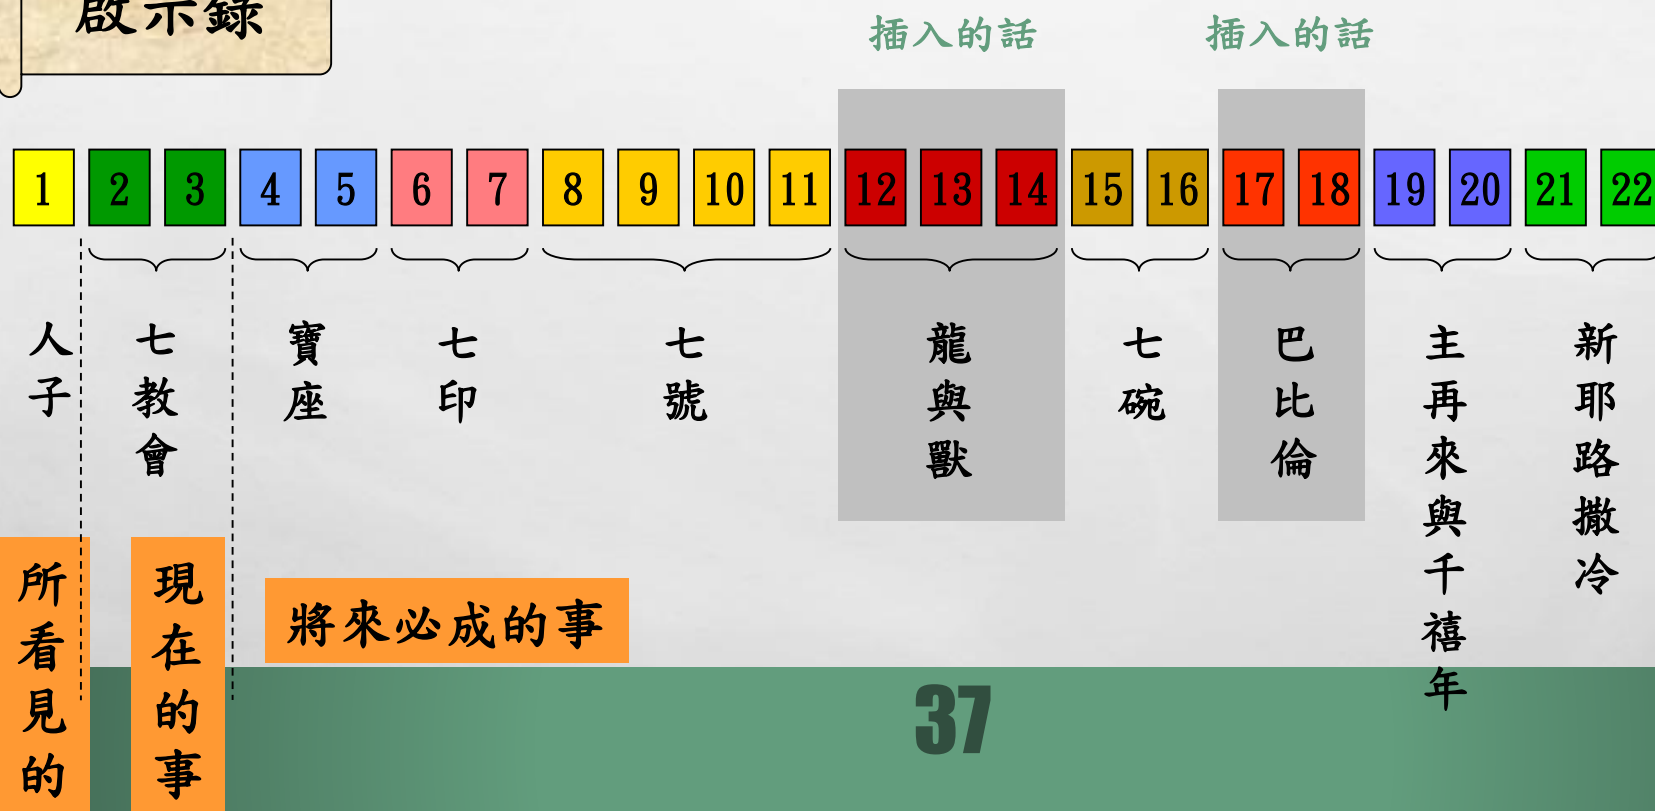 啟示錄
插入的話
插入的話
1 2 3 4 5 6 7 8 9 10 11 12 13 14 15 16 17 18 19 20 21 22
人子
七教會
寶座
七印
七號
龍與獸
七碗
巴比倫
主再來與千禧年
新耶路撒冷
所看見的
現在的事
將來必成的事
37